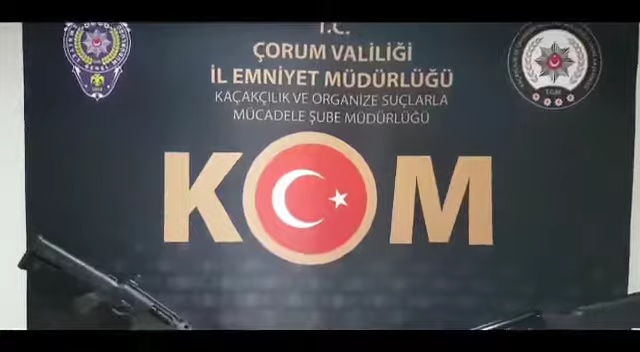 T.C.
ÇORUM VALİLİĞİ
İL EMNİYET MÜDÜRLÜĞÜ
KAÇAKÇILIK VE ORGANİZE SUÇLARLA
MÜCADELE ŞUBE MÜDÜRLÜĞÜ
KOM